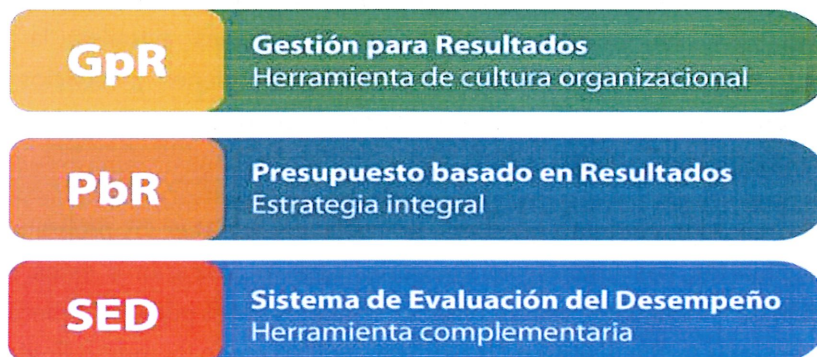 GpR
Gestión para Resultados
Herramienta de cultura organizacional
PbR
Presupuesto basado en Resultados
Estrategia integral
SED
Sistema de Evaluación del Desempeño
Herramienta complementaria